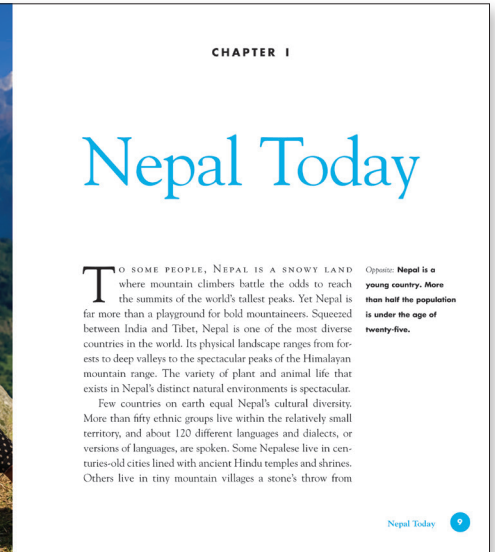 CHAPTER I
Nepal Today
TO SOME PEOPLE, NEPAL IS A SNOWY LAND
where mountain climbers battle the odds to reach
the summits of the world's tallest peaks. Yet Nepal is
far more than a playground for bold mountaineers. Squeezed
between India and Tibet, Nepal is one of the most diverse
countries in the world. Its physical landscape ranges from for-
ests to deep valleys to the spectacular peaks of the Himalayan
mountain range. The variety of plant and animal life that
exists in Nepal's distinct natural environments is spectacular.
Few countries on earth equal Nepal's cultural diversity.
More than fifty ethnic groups live within the relatively small
territory, and about 120 different languages and dialects, or
versions of languages, are spoken. Some Nepalese live in cen-
turies-old cities lined with ancient Hindu temples and shrines.
Others live in tiny mountain villages a stone's throw from
Opposite: Nepal is a
young country. More
than half the population
is under the age of
twenty-five.
Nepal Today 9